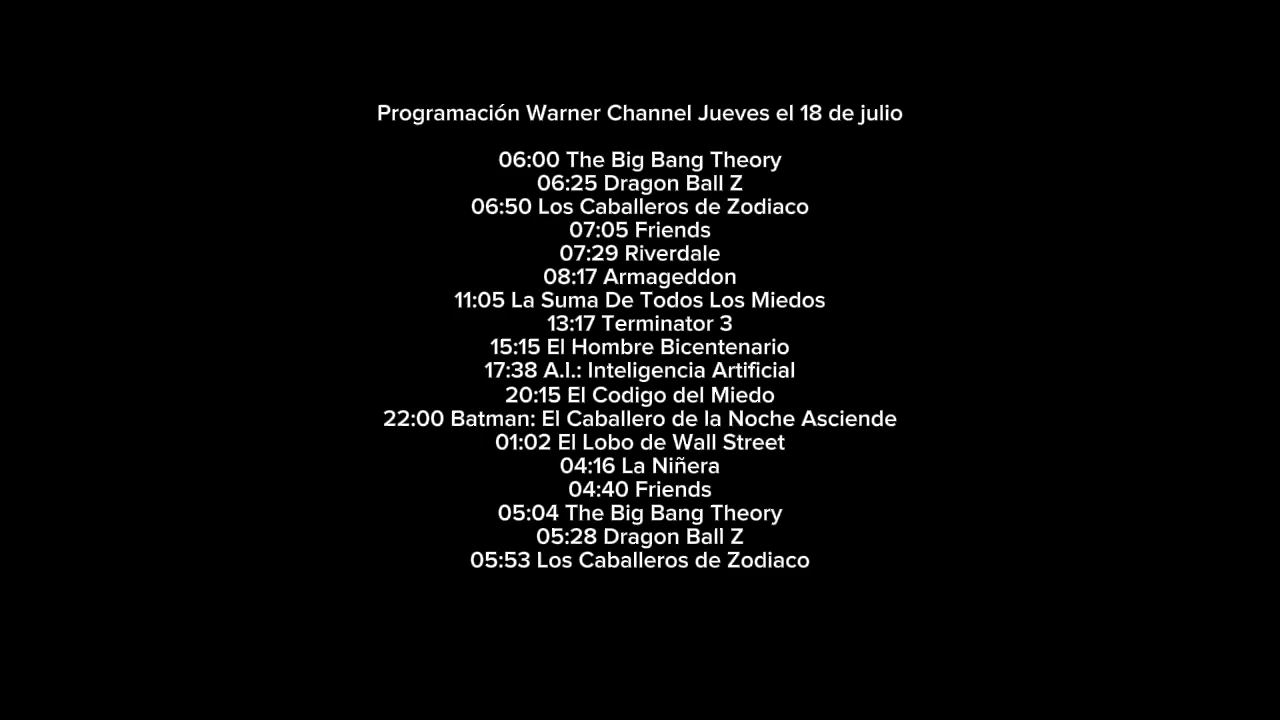 Programación Warner Channel Jueves el 18 de julio
06:00 The Big Bang Theory
06:25 Dragon Ball Z
06:50 Los Caballeros de Zodiaco
07:05 Friends
07:29 Riverdale
08:17 Armageddon
11:05 La Suma De Todos Los Miedos
13:17 Terminator 3
15:15 El Hombre Bicentenario
17:38 A.I.: Inteligencia Artificial
20:15 El Codigo del Miedo
22:00 Batman: El Caballero de la Noche Asciende
01:02 El Lobo de Wall Street
04:16 La Niñera
04:40 Friends
05:04 The Big Bang Theory
05:28 Dragon Ball Z
05:53 Los Caballeros de Zodiaco